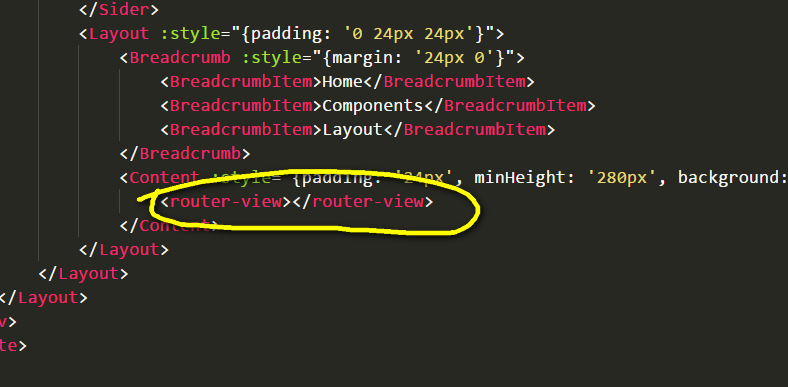 </Sider>
<Layout :style="{padding: '0 24px 24px'}">
<Breadcrumb :style="{margin: '24px 0'}">
<BreadcrumbItem>Home</BreadcrumbItem>
<BreadcrumbItem>Components</BreadcrumbItem>
<BreadcrumbItem>Layout</BreadcrumbItem>
</Breadcrumb>
<Content :style="{padding: '24px', minHeight: '280px', background:
<router-view></router-view>
</Content>
</Layout>
</Layout>
</Layout>
v>
te>